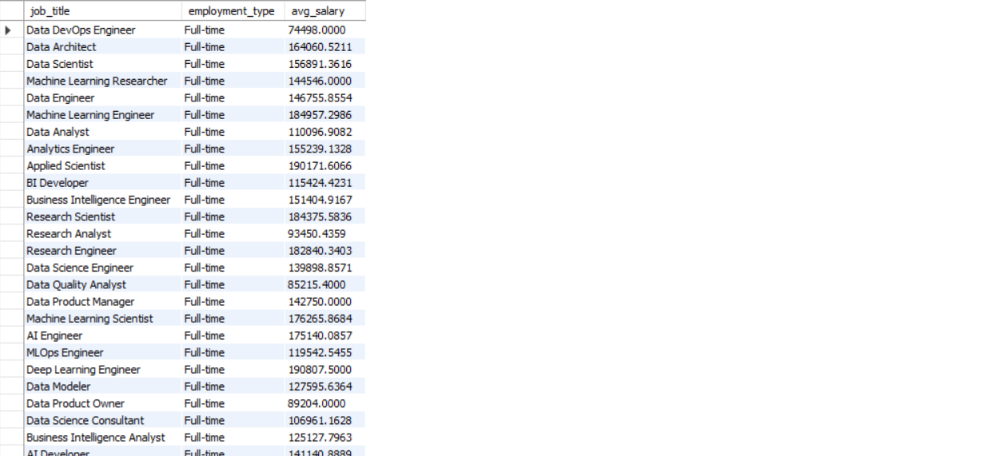 job_title employment_type avg_salary
Data DevOps Engineer Full-time 74498.0000
Data Architect Full-time 164060.5211
Data Scientist Full-time 156891.3616
Machine Learning Researcher Full-time 144546.0000
Data Engineer Full-time 146755.8554
Machine Learning Engineer Full-time 184957.2986
Data Analyst Full-time 110096.9082
Analytics Engineer Full-time 155239.1328
Applied Scientist Full-time 190171.6066
BI Developer Full-time 115424.4231
Business Intelligence Engineer Full-time 151404.9167
Research Scientist Full-time 184375.5836
Research Analyst Full-time 93450.4359
Research Engineer Full-time 182840.3403
Data Science Engineer Full-time 139898.8571
Data Quality Analyst Full-time 85215.4000
Data Product Manager Full-time 142750.0000
Machine Learning Scientist Full-time 176265.8684
AI Engineer Full-time 175140.0857
MLOps Engineer Full-time 119542.5455
Deep Learning Engineer Full-time 190807.5000
Data Modeler Full-time 127595.6364
Data Product Owner Full-time 89204.0000
Data Science Consultant Full-time 106961.1628
Business Intelligence Analyst Full-time 125127.7963
AI Developer Full-time 141140.8889